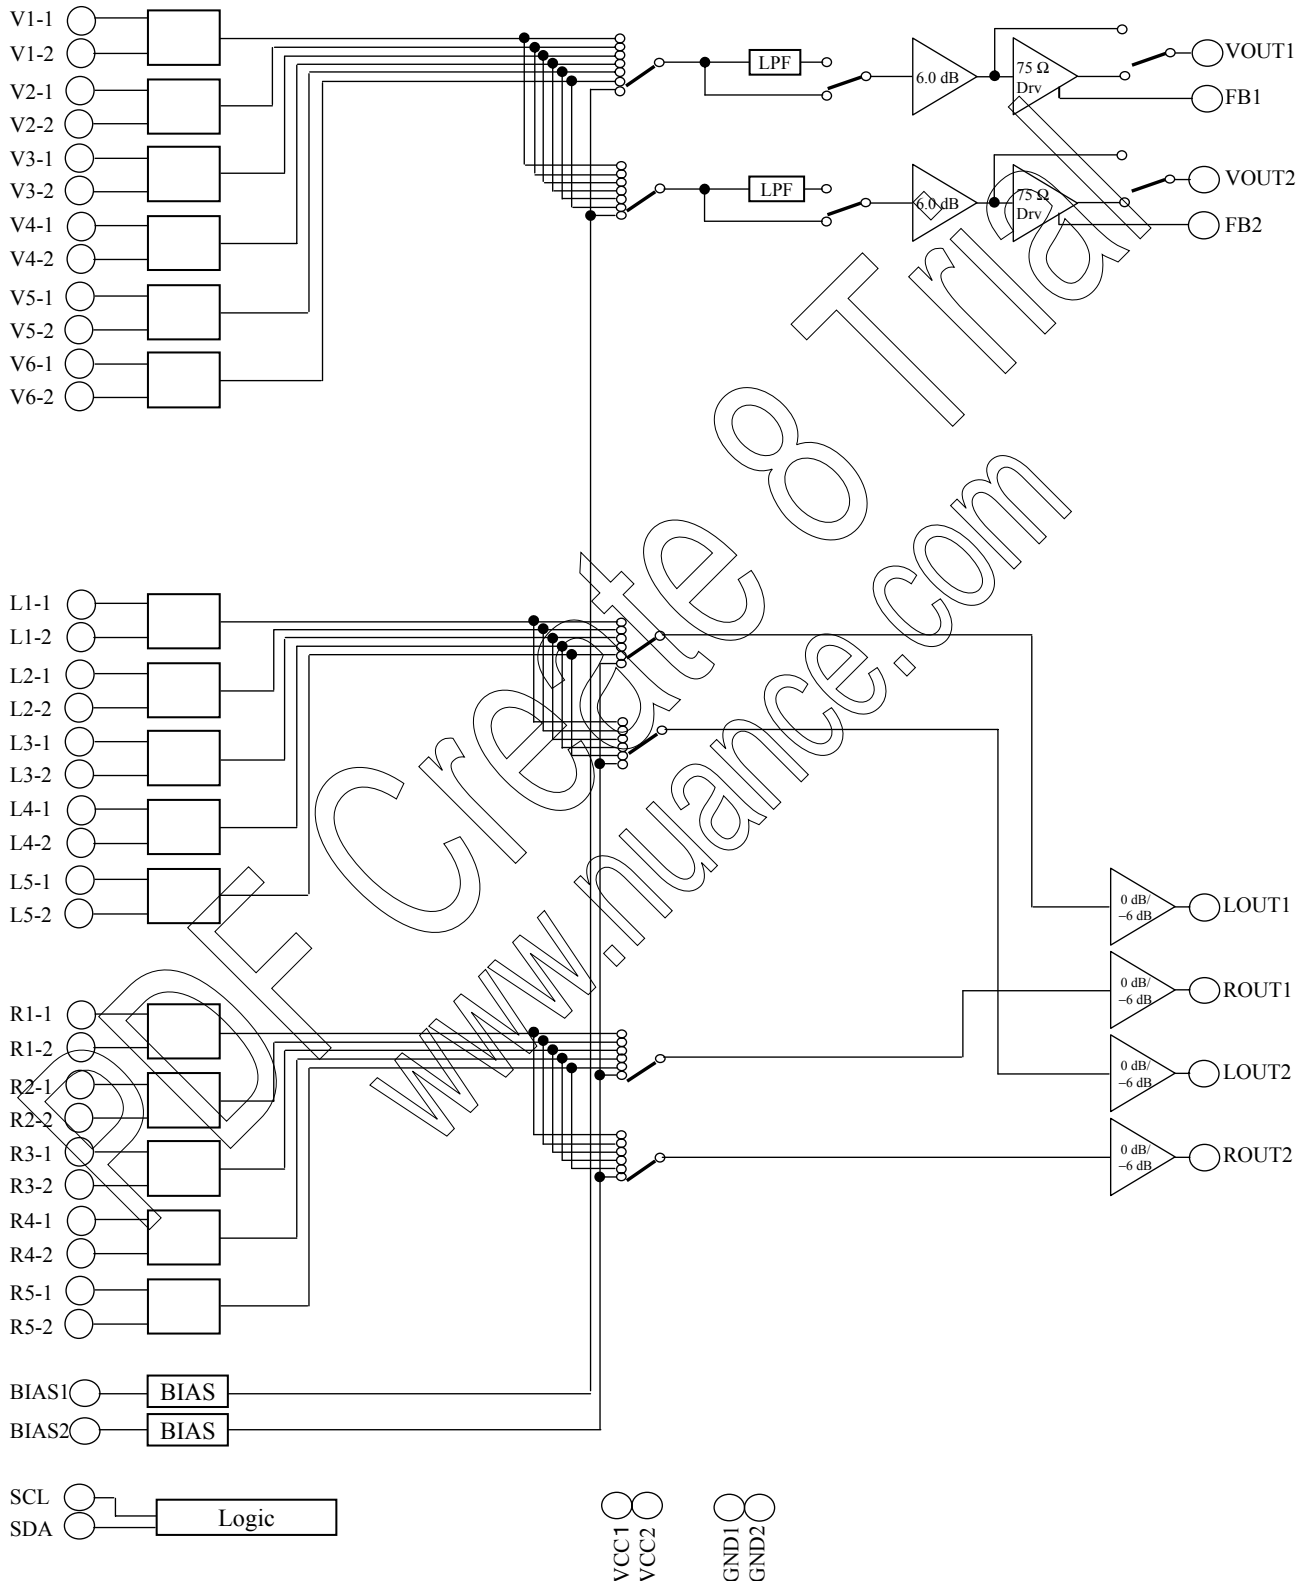 V1-1
V1-2
V2-1
V2-2
V3-1
V3-2
V4-1
V4-2
V5-1
V5-2
V6-1
V6-2
LPF
6.0 dB
75 Ω
Drv
VOUT1
FB1
LPF
6.0 dB
75 Ω
Drv
VOUT2
FB2
L1-1
L1-2
L2-1
L2-2
L3-1
L3-2
L4-1
L4-2
L5-1
L5-2
0 dB/
−6 dB
LOUT1
0 dB/
−6 dB
ROUT1
0 dB/
−6 dB
LOUT2
0 dB/
−6 dB
ROUT2
R1-1
R1-2
R2-1
R2-2
R3-1
R3-2
R4-1
R4-2
R5-1
R5-2
BIAS1
BIAS
BIAS2
BIAS
SCL
SDA
Logic
VCC1
VCC2
GND1
GND2
PDF Create 8 Trial
www.nuance.com